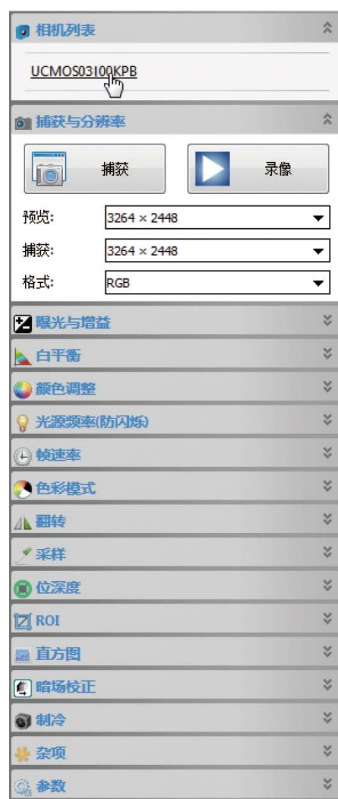 相机列表
UCMOS03100KPB
捕获与分辨率
捕获 录像
预览: 3264 × 2448
捕获: 3264 × 2448
格式: RGB
曝光与增益
白平衡
颜色调整
光源频率(防闪烁)
帧速率
色彩模式
翻转
采样
位深度
ROI
直方图
暗场校正
制冷
杂项
参数